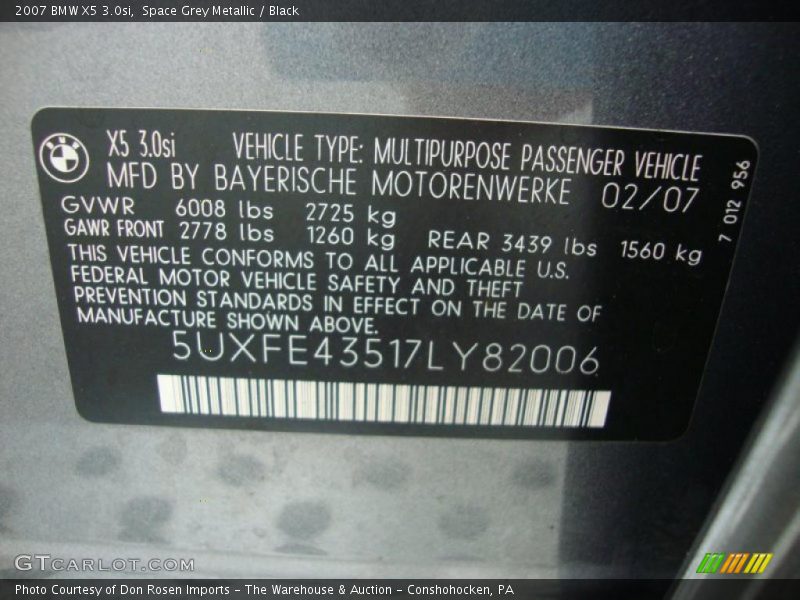 2007 BMW X5 3.0si, Space Grey Metallic / Black
X5 3.0si VEHICLE TYPE: MULTIPURPOSE PASSENGER VEHICLE
MFD BY BAYERISCHE MOTORENWERKE 02/07
GVWR 6008 lbs 2725 kg
GAWR FRONT 2778 lbs 1260 kg REAR 3439 lbs 1560 kg
THIS VEHICLE CONFORMS TO ALL APPLICABLE U.S.
FEDERAL MOTOR VEHICLE SAFETY AND THEFT
PREVENTION STANDARDS IN EFFECT ON THE DATE OF
MANUFACTURE SHOWN ABOVE.
5UXFE43517LY82006
7 012 956
GTCARLOT.COM
Photo Courtesy of Don Rosen Imports - The Warehouse & Auction - Conshohocken, PA